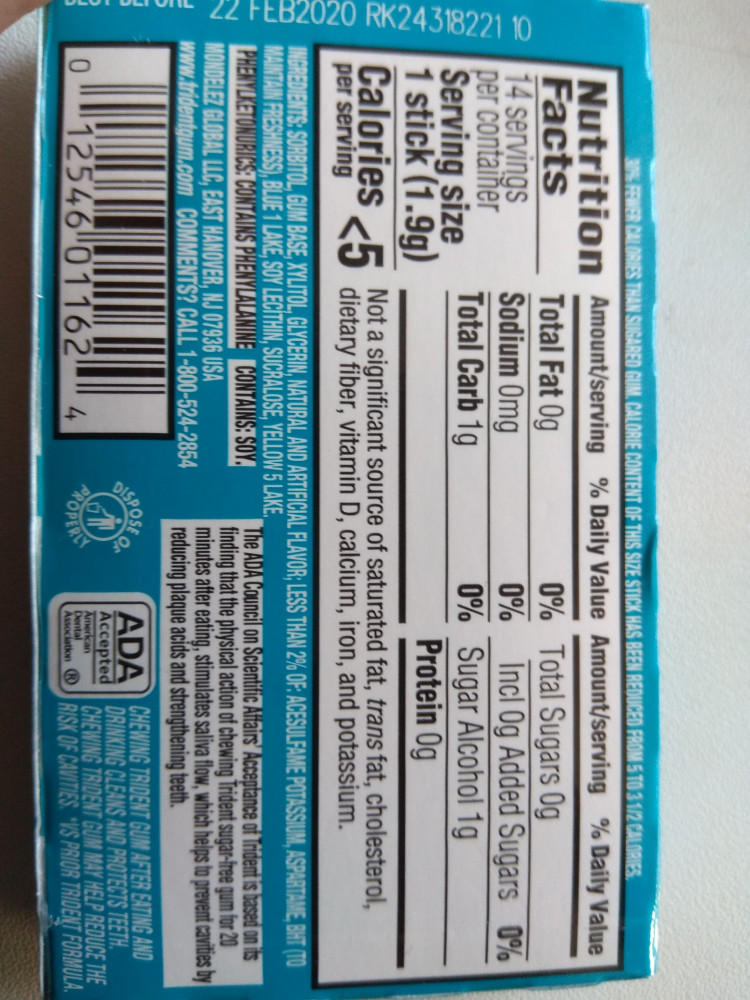 30% FEWER CALORIES THAN SUGARED GUM. CALORIE CONTENT OF THIS SIZE STICK HAS BEEN REDUCED FROM 5 TO 3 1/2 CALORIES.
Nutrition
Facts
14 servings
per container
Serving size
1 stick (1.9g)
Calories <5
per serving
Amount/serving % Daily Value
Total Fat 0g 0%
Sodium 0mg 0%
Total Carb 1g 0%
Amount/serving % Daily Value
Total Sugars 0g
Incl 0g Added Sugars 0%
Sugar Alcohol 1g
Protein 0g
Not a significant source of saturated fat, trans fat, cholesterol,
dietary fiber, vitamin D, calcium, iron, and potassium.
INGREDIENTS: SORBITOL, GUM BASE, XYLITOL, GLYCERIN, NATURAL AND ARTIFICIAL FLAVOR; LESS THAN 2% OF: ACESULFAME POTASSIUM, ASPARTAME, BHT (TO
MAINTAIN FRESHNESS), BLUE 1 LAKE, SOY LECITHIN, SUCRALOSE, YELLOW 5 LAKE.
PHENYLKETONURICS: CONTAINS PHENYLALANINE CONTAINS: SOY.
MONDELEZ GLOBAL LLC, EAST HANOVER, NJ 07936 USA
www.tridentgum.com COMMENTS? CALL 1-800-524-2854
0 12546 01162 4
The ADA Council on Scientific Affairs' Acceptance of Trident is based on its
finding that the physical action of chewing Trident sugar-free gum for 20
minutes after eating, stimulates saliva flow, which helps to prevent cavities by
reducing plaque acids and strengthening teeth.
DISPOSE
PROPERLY
ADA
Accepted
American
Dental
Association ®
CHEWING TRIDENT GUM AFTER EATING AND
DRINKING CLEANS AND PROTECTS TEETH.
CHEWING TRIDENT GUM MAY HELP REDUCE THE
RISK OF CAVITIES. *VS PRIOR TRIDENT FORMULA.
BEST BEFORE 22 FEB2020 RK24318221 10